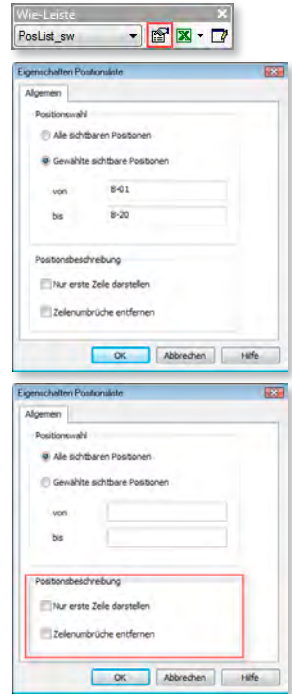 Wie-Leiste
PosList_sw
Eigenschaften Positionsliste
Allgemein
Positionswahl
Alle sichtbaren Positionen
Gewählte sichtbare Positionen
von 8-01
bis 8-20
Positionsbeschreibung
Nur erste Zeile darstellen
Zeilenumbrüche entfernen
OK Abbrechen Hilfe
Eigenschaften Positionsliste
Allgemein
Positionswahl
Alle sichtbaren Positionen
Gewählte sichtbare Positionen
von
bis
Positionsbeschreibung
Nur erste Zeile darstellen
Zeilenumbrüche entfernen
OK Abbrechen Hilfe